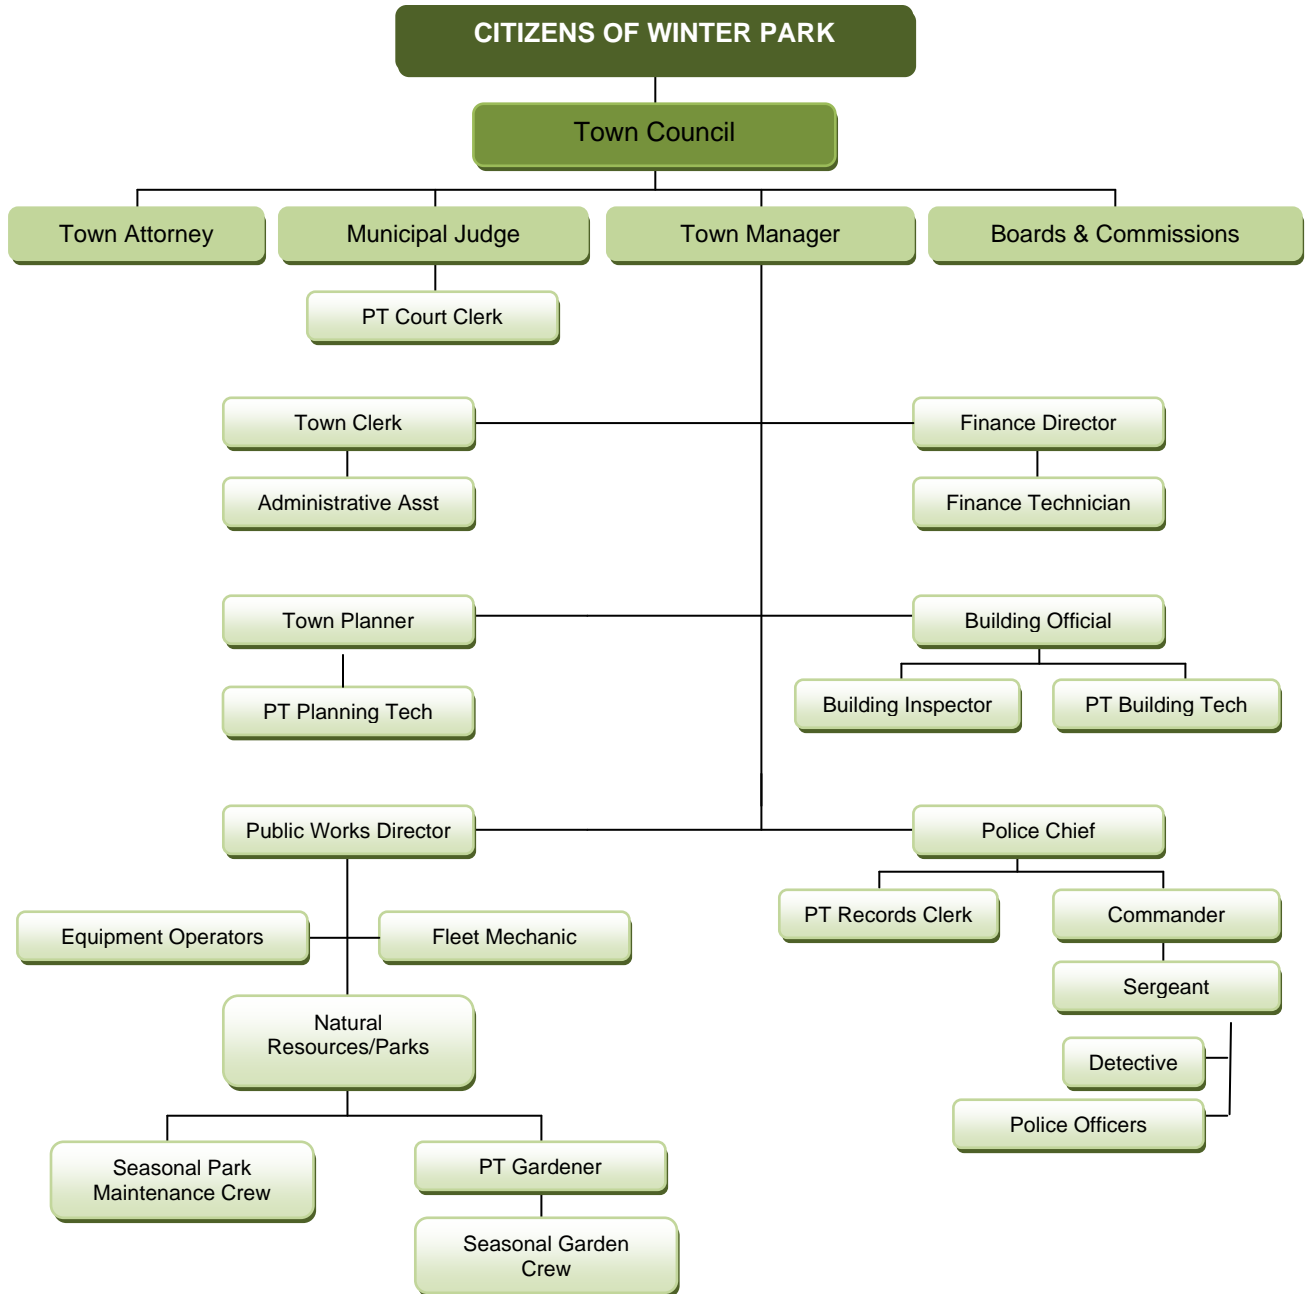 CITIZENS OF WINTER PARK
Town Council
Town Attorney
Municipal Judge
Town Manager
Boards & Commissions
PT Court Clerk
Town Clerk
Finance Director
Administrative Asst
Finance Technician
Town Planner
Building Official
PT Planning Tech
Building Inspector
PT Building Tech
Public Works Director
Police Chief
PT Records Clerk
Commander
Equipment Operators
Fleet Mechanic
Sergeant
Natural
Resources/Parks
Detective
Police Officers
Seasonal Park
Maintenance Crew
PT Gardener
Seasonal Garden
Crew